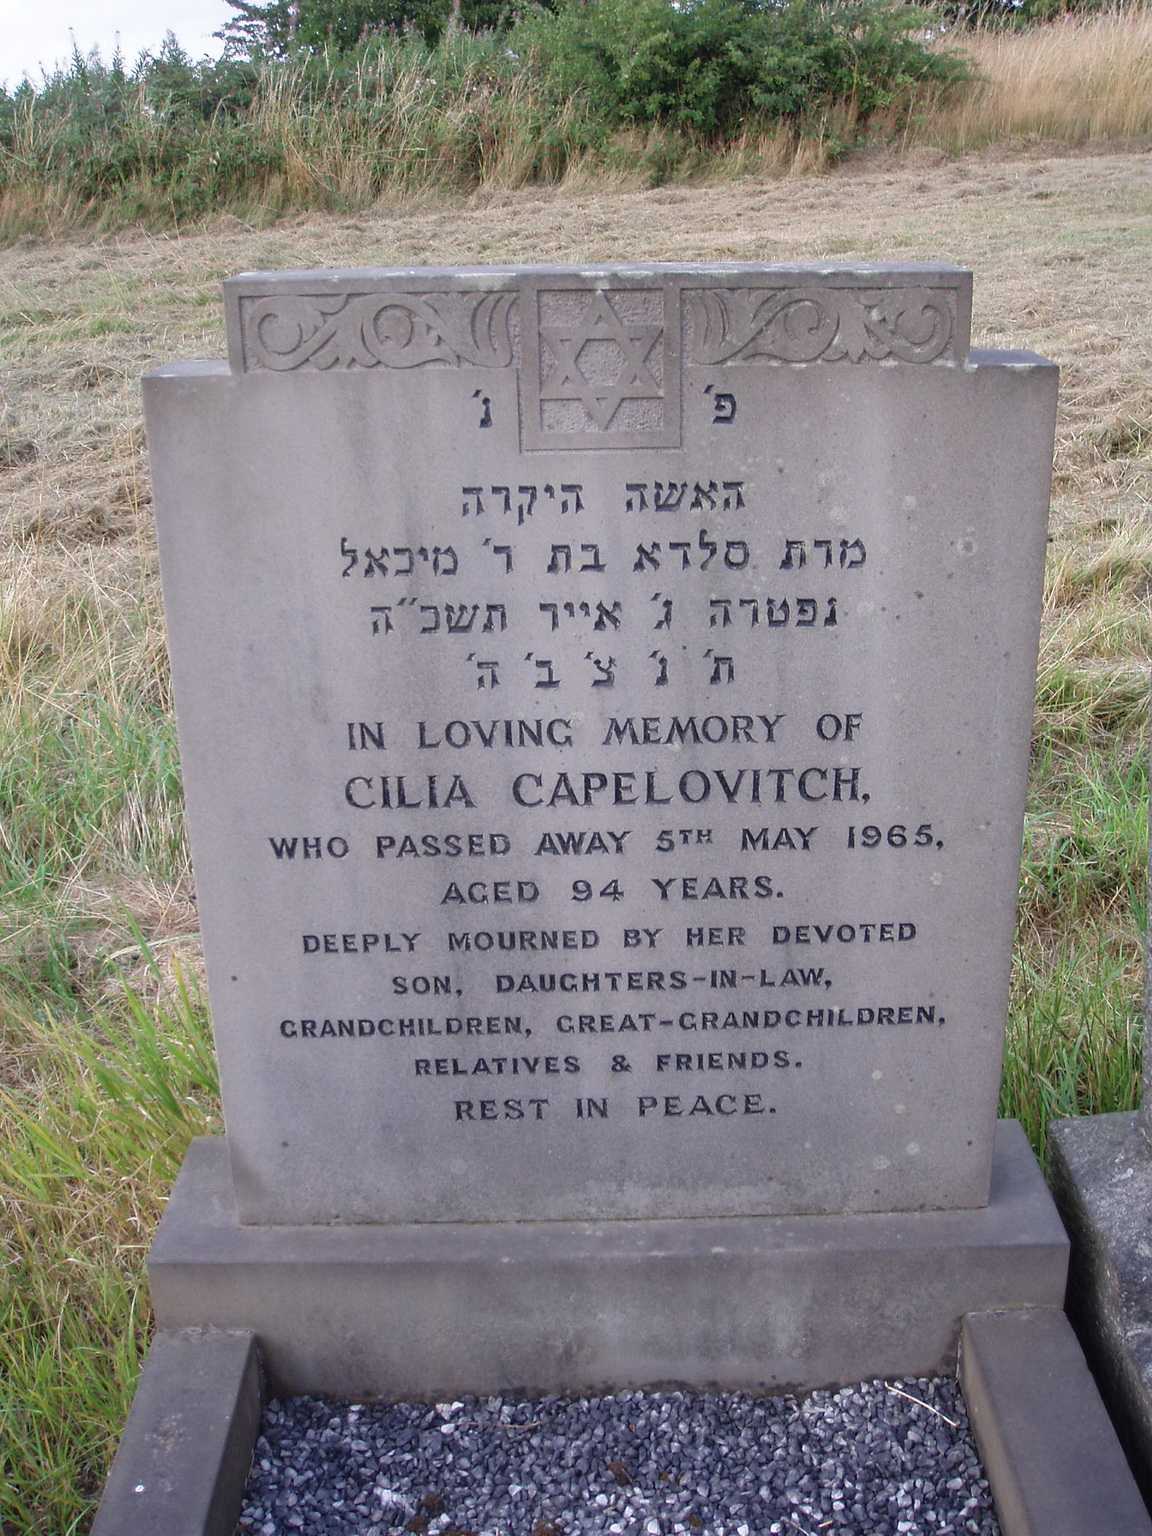 פ׳ נ׳
האשה היקרה
מרת סלדא בת ר׳ מיכאל
נפטרה ג׳ אייר תשכ״ה
ת׳ נ׳ צ׳ ב׳ ה׳
IN LOVING MEMORY OF
CILIA CAPELOVITCH,
WHO PASSED AWAY 5TH MAY 1965,
AGED 94 YEARS.
DEEPLY MOURNED BY HER DEVOTED
SON, DAUGHTERS-IN-LAW,
GRANDCHILDREN, GREAT-GRANDCHILDREN,
RELATIVES & FRIENDS.
REST IN PEACE.